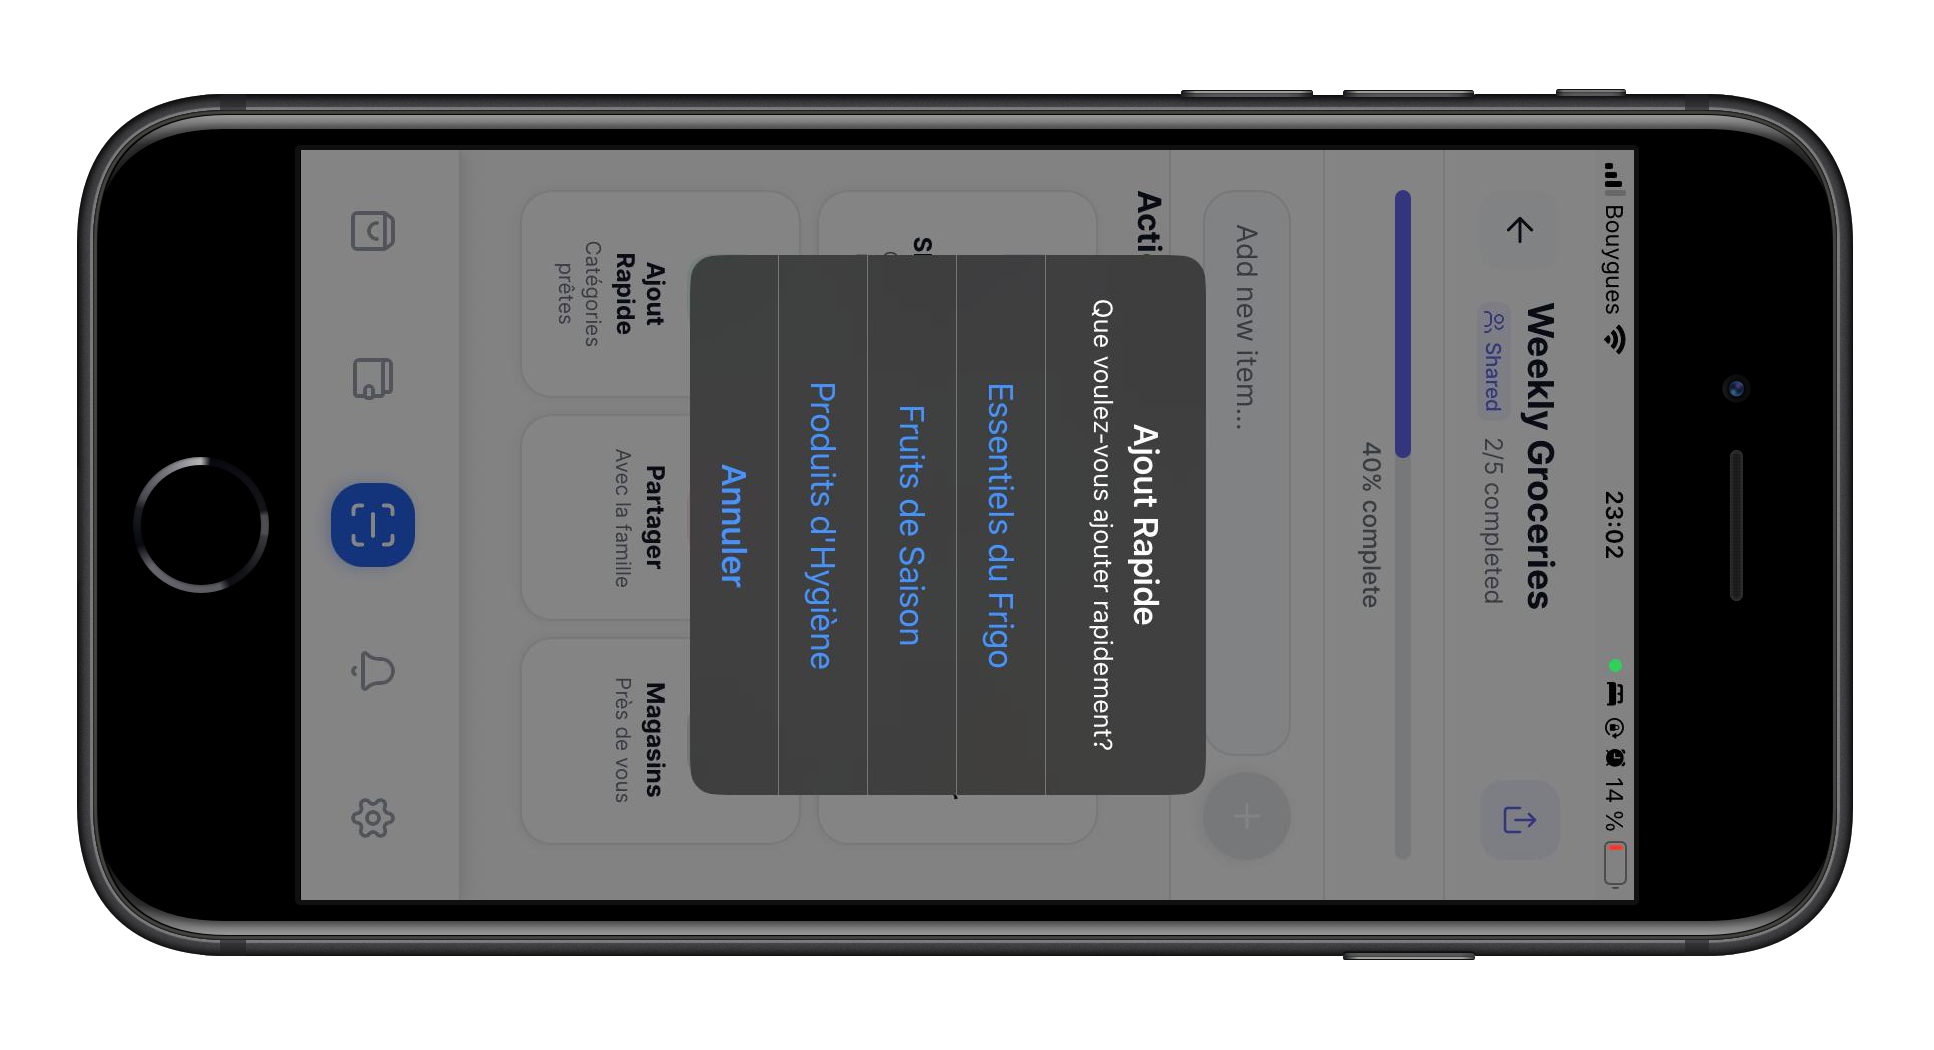 Bouygues 23:02 14 %
Weekly Groceries
Shared 2/5 completed
40% complete
Add new item...
Ajout Rapide
Que voulez-vous ajouter rapidement?
Essentiels du Frigo
Fruits de Saison
Produits d'Hygiène
Annuler
Ajout
Rapide
Catégories
prêtes
Partager
Avec la famille
Magasins
Près de vous